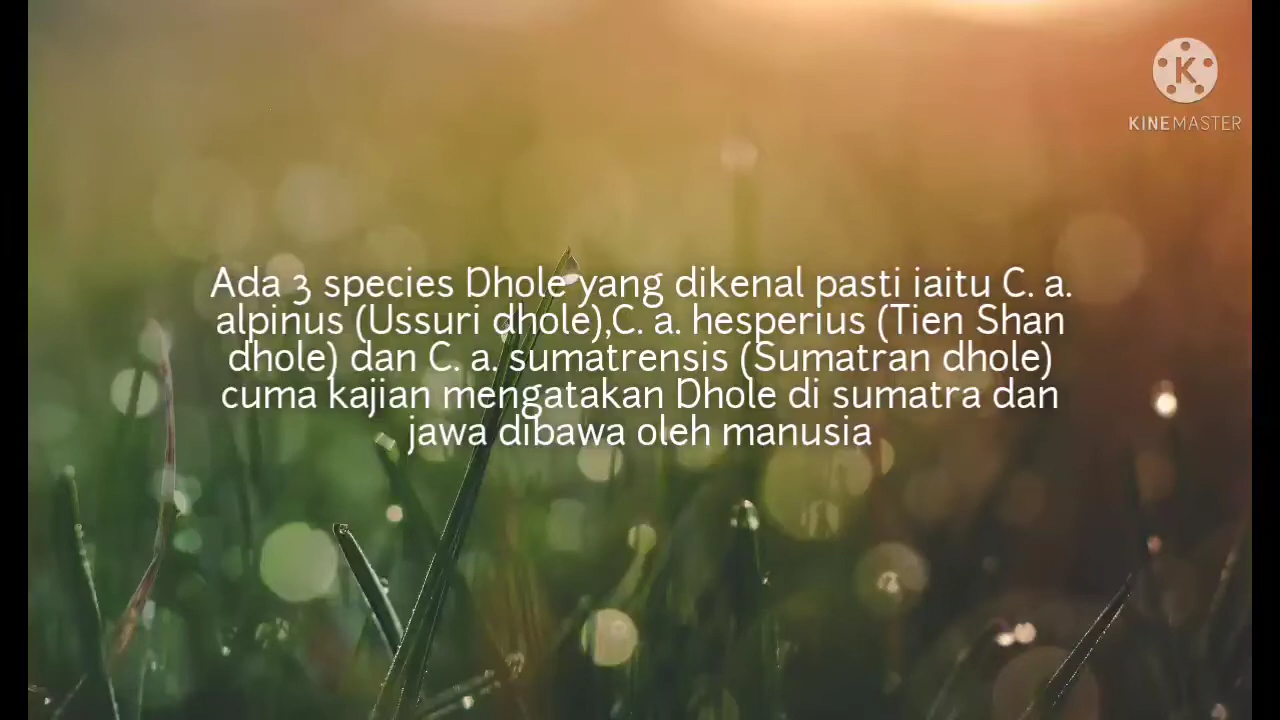 KINEMASTER
Ada 3 species Dhole yang dikenal pasti iaitu C. a.
alpinus (Ussuri dhole),C. a. hesperius (Tien Shan
dhole) dan C. a. sumatrensis (Sumatran dhole)
cuma kajian mengatakan Dhole di sumatra dan
jawa dibawa oleh manusia